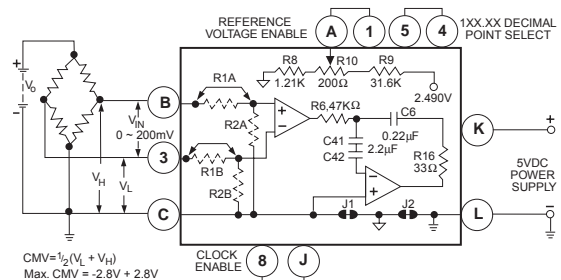 REFERENCE
VOLTAGE ENABLE
A
1
5
4
1XX.XX DECIMAL
POINT SELECT
R8
1.21K
R10
200Ω
R9
31.6K
2.490V
+
V₀
−
B
R1A
R6,47KΩ
C6
0.22µF
K
+
VIN
0 ~ 200mV
R2A
C41
2.2µF
C42
R16
33Ω
5VDC
POWER
SUPPLY
3
R1B
−
+
VH
VL
R2B
C
J1
J2
L
−
CMV=1/2(VL + VH)
Max. CMV = -2.8V + 2.8V
CLOCK
ENABLE
8
J